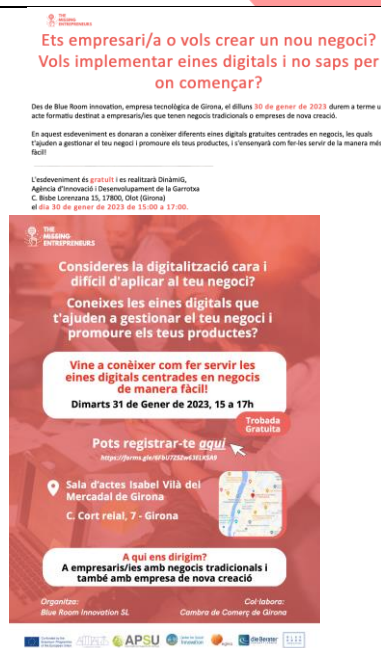 THE
MISSING
ENTREPRENEURS
Ets empresari/a o vols crear un nou negoci?
Vols implementar eines digitals i no saps per
on començar?
Des de Blue Room innovation, empresa tecnològica de Girona, el dilluns 30 de gener de 2023 durem a terme u
acte formatiu destinat a empresaris/ies que tenen negocis tradicionals o empreses de nova creació.
En aquest esdeveniment es donaran a conèixer diferents eines digitals gratuites centrades en negocis, les quals
t'ajuden a gestionar el teu negoci i promoure els teus productes, i s'ensenyarà com fer-les servir de la manera més
fàcil!
L'esdeveniment és gratuït i es realitzarà DinàmiG,
Agència d'Innovació i Desenvolupament de la Garrotxa
C. Bisbe Lorenzana 15, 17800, Olot (Girona)
el dia 30 de gener de 2023 de 15:00 a 17:00.
THE
MISSING
ENTREPRENEURS
Consideres la digitalització cara i
difícil d'aplicar al teu negoci?
Coneixes les eines digitals que
t'ajuden a gestionar el teu negoci i
promoure els teus productes?
Vine a conèixer com fer servir les
eines digitals centrades en negocis
de manera fàcil!
Dimarts 31 de Gener de 2023, 15 a 17h
Trobada
Gratuïta
Pots registrar-te aquí
Sala d'actes Isabel Vilà del
Mercadal de Girona
C. Cort reial, 7 - Girona
A qui ens dirigim?
A empresaris/ies amb negocis tradicionals i
també amb empresa de nova creació
Organitza:
Blue Room Innovation SL
Col·labora:
Cambra de Comerç de Girona
APSU
die Berater